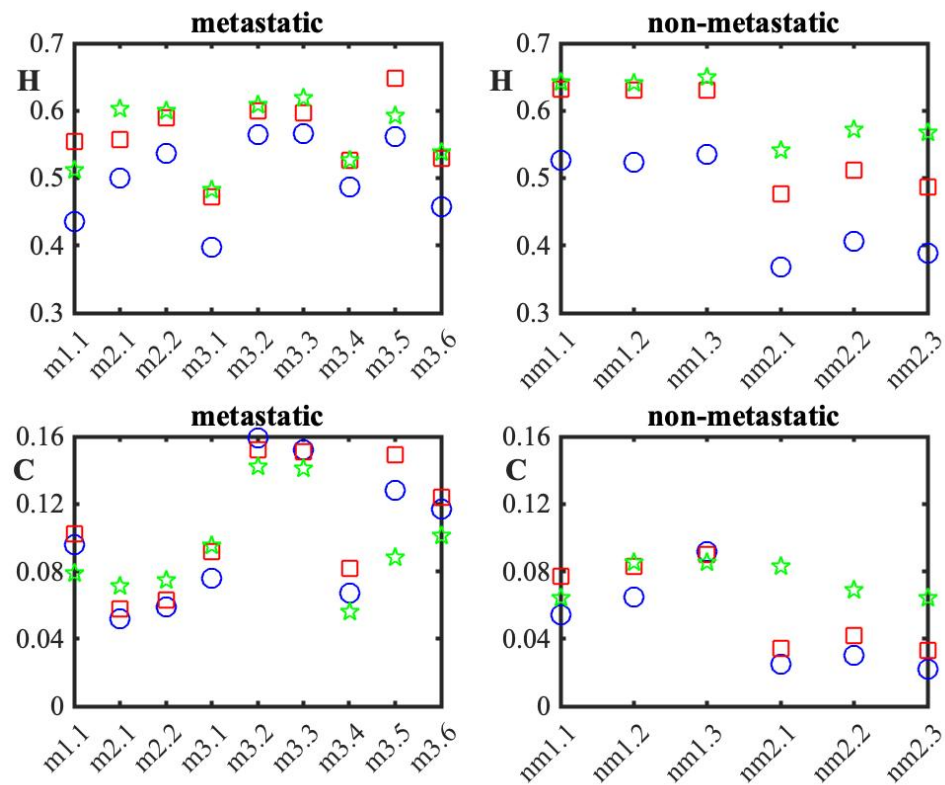 metastatic
0.7
H
0.6
0.5
0.4
0.3
m1.1
m2.1
m2.2
m3.1
m3.2
m3.3
m3.4
m3.5
m3.6
non-metastatic
0.7
H
0.6
0.5
0.4
0.3
nm1.1
nm1.2
nm1.3
nm2.1
nm2.2
nm2.3
metastatic
0.16
C
0.12
0.08
0.04
0
m1.1
m2.1
m2.2
m3.1
m3.2
m3.3
m3.4
m3.5
m3.6
non-metastatic
0.16
C
0.12
0.08
0.04
0
nm1.1
nm1.2
nm1.3
nm2.1
nm2.2
nm2.3